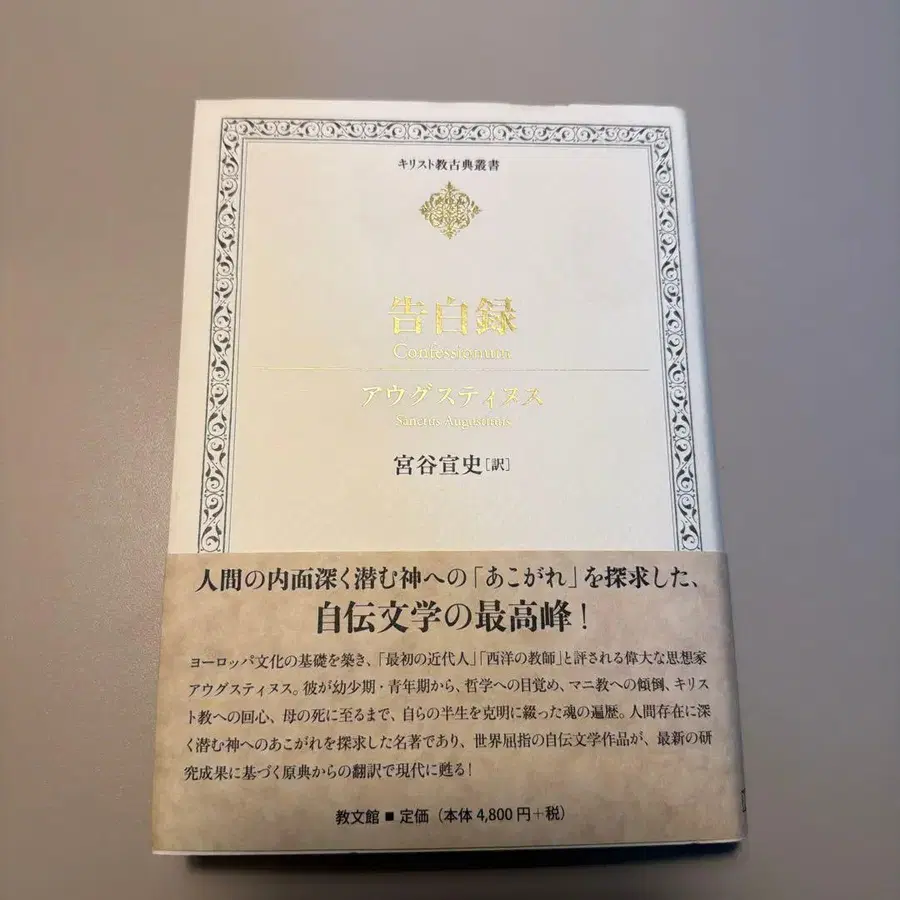 キリスト教古典叢書
告白録
Confessionum
アウグスティヌス
Sanctus Augustinus
宮谷宣史[訳]
人間の内面深く潜む神への「あこがれ」を探求した、
自伝文学の最高峰!
ヨーロッパ文化の基礎を築き、「最初の近代人」「西洋の教師」と評される偉大な思想家
アウグスティヌス。彼が幼少期・青年期から、哲学への目覚め、マニ教への傾倒、キリス
ト教への回心、母の死に至るまで、自らの半生を克明に綴った魂の遍歴。人間存在に深
く潜む神へのあこがれを探求した名著であり、世界屈指の自伝文学作品が、最新の研
究成果に基づく原典からの翻訳で現代に甦る!
教文館 ■ 定価(本体4,800円+税)